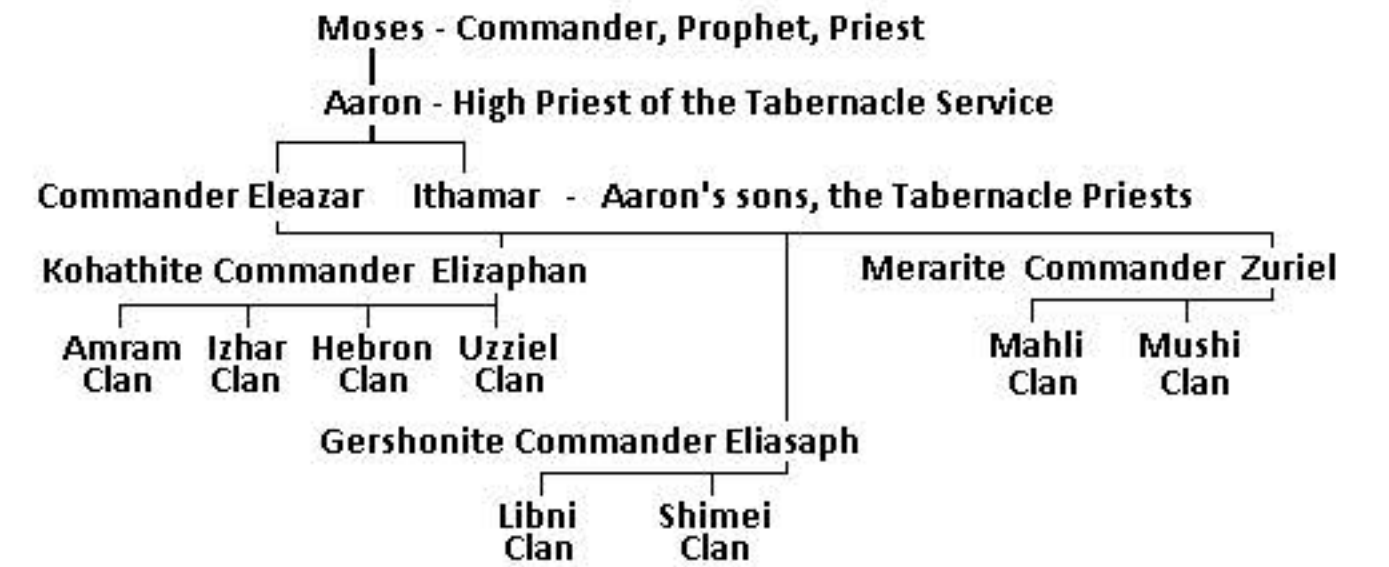 Moses - Commander, Prophet, Priest
Aaron - High Priest of the Tabernacle Service
Commander Eleazar Ithamar - Aaron's sons, the Tabernacle Priests
Kohathite Commander Elizaphan
Merarite Commander Zuriel
Amram Izhar Hebron Uzziel
Clan Clan Clan Clan
Mahli Mushi
Clan Clan
Gershonite Commander Eliasaph
Libni Shimei
Clan Clan